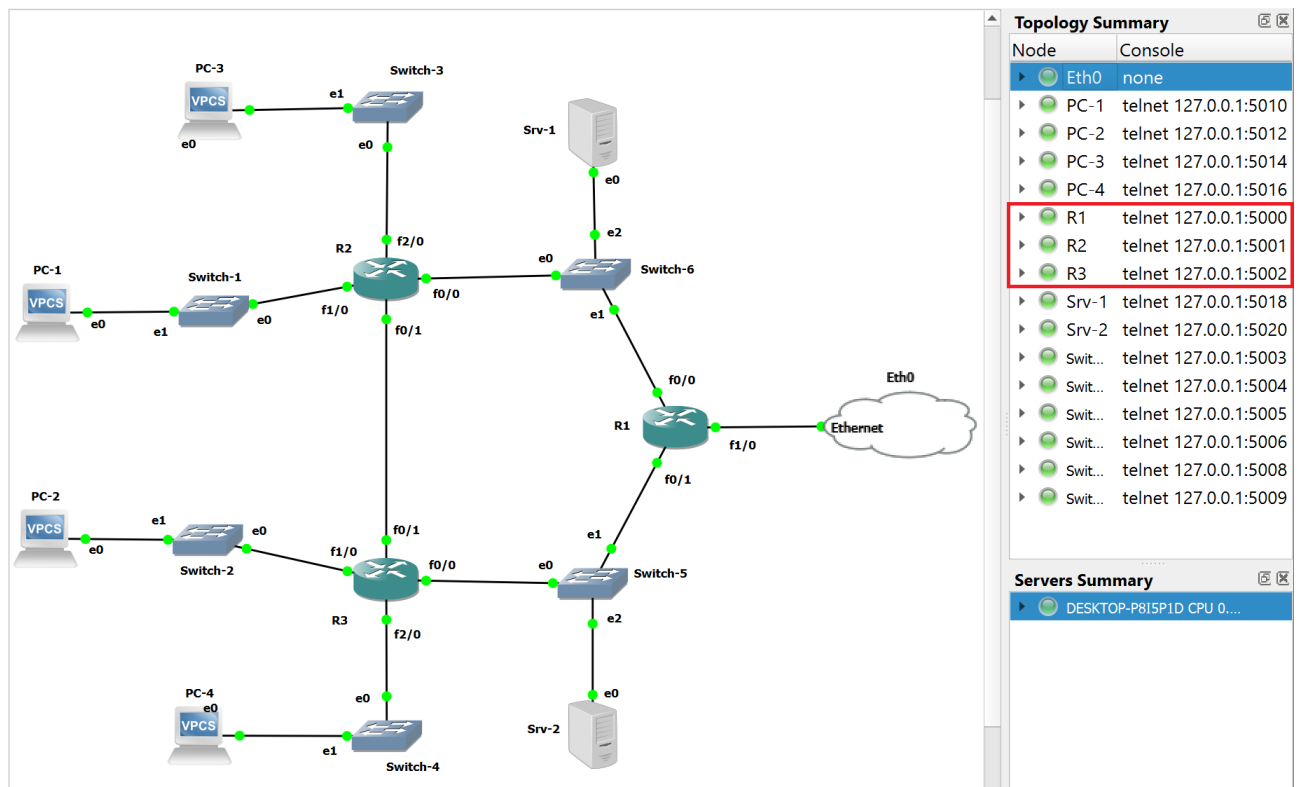 PC-3
VPCS
e0
Switch-3
e1
e0
Srv-1
e0
e2
R2
f2/0
e0
Switch-6
f0/0
f1/0
f0/1
e1
PC-1
VPCS
e0
Switch-1
e1
e0
f0/0
R1
f1/0
f0/1
Eth0
Ethernet
PC-2
VPCS
e0
Switch-2
e1
e0
f0/1
f1/0
f0/0
R3
f2/0
e1
e0
Switch-5
e2
e0
Srv-2
PC-4
e0
VPCS
e0
e1
Switch-4
Topology Summary
Node Console
Eth0 none
PC-1 telnet 127.0.0.1:5010
PC-2 telnet 127.0.0.1:5012
PC-3 telnet 127.0.0.1:5014
PC-4 telnet 127.0.0.1:5016
R1 telnet 127.0.0.1:5000
R2 telnet 127.0.0.1:5001
R3 telnet 127.0.0.1:5002
Srv-1 telnet 127.0.0.1:5018
Srv-2 telnet 127.0.0.1:5020
Swit... telnet 127.0.0.1:5003
Swit... telnet 127.0.0.1:5004
Swit... telnet 127.0.0.1:5005
Swit... telnet 127.0.0.1:5006
Swit... telnet 127.0.0.1:5008
Swit... telnet 127.0.0.1:5009
Servers Summary
DESKTOP-P8I5P1D CPU 0....